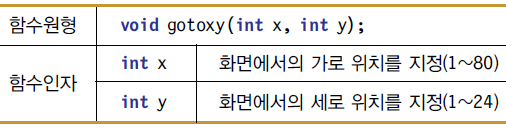 함수원형 void gotoxy(int x, int y);
함수인자
int x 화면에서의 가로 위치를 지정(1~80)
int y 화면에서의 세로 위치를 지정(1~24)